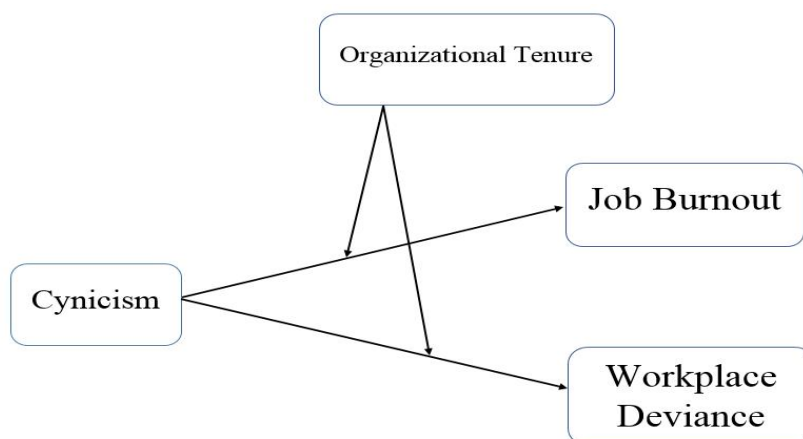 Organizational Tenure
Job Burnout
Cynicism
Workplace
Deviance